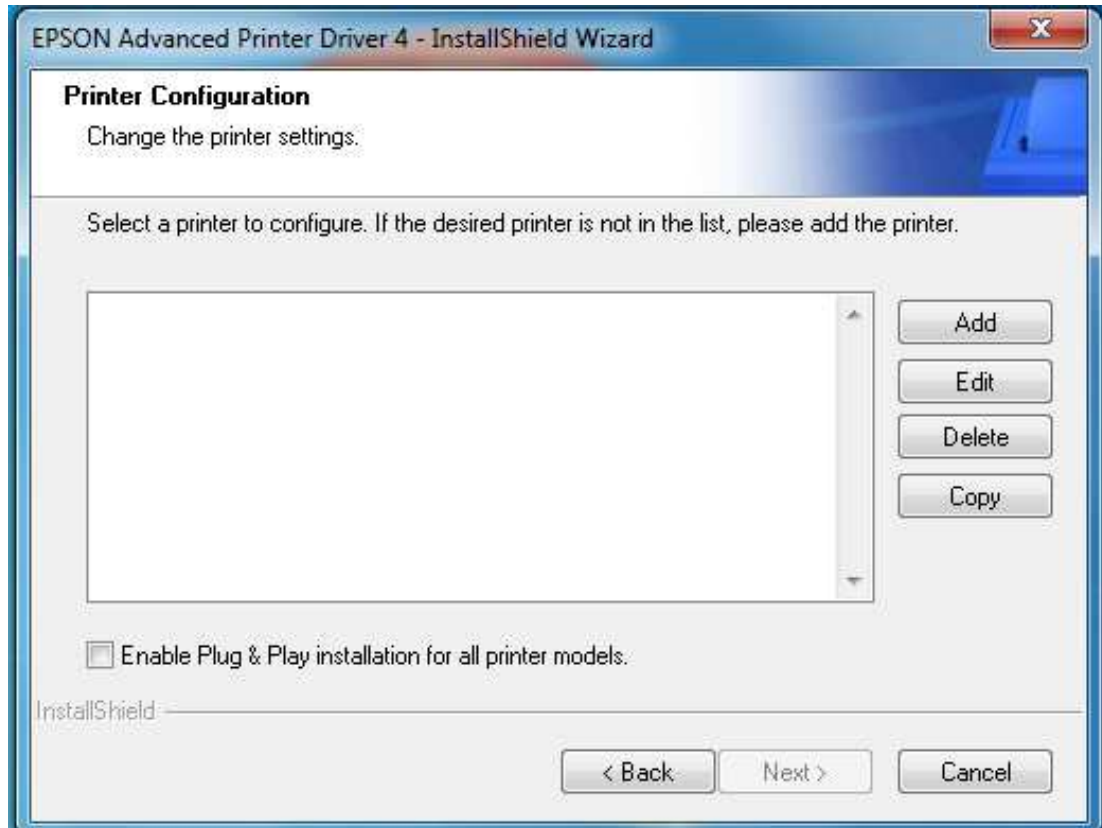 EPSON Advanced Printer Driver 4 - InstallShield Wizard
Printer Configuration
Change the printer settings.
Select a printer to configure. If the desired printer is not in the list, please add the printer.
Add
Edit
Delete
Copy
Enable Plug & Play installation for all printer models.
InstallShield
< Back Next > Cancel